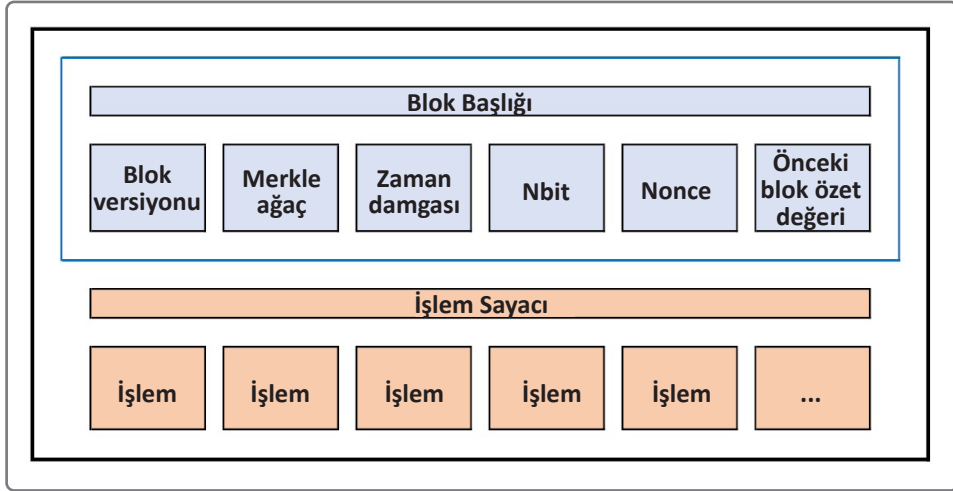 Blok Başlığı
Blok
versiyonu
Merkle
ağaç
Zaman
damgası
Nbit
Nonce
Önceki
blok özet
değeri
İşlem Sayacı
İşlem
İşlem
İşlem
İşlem
İşlem
...